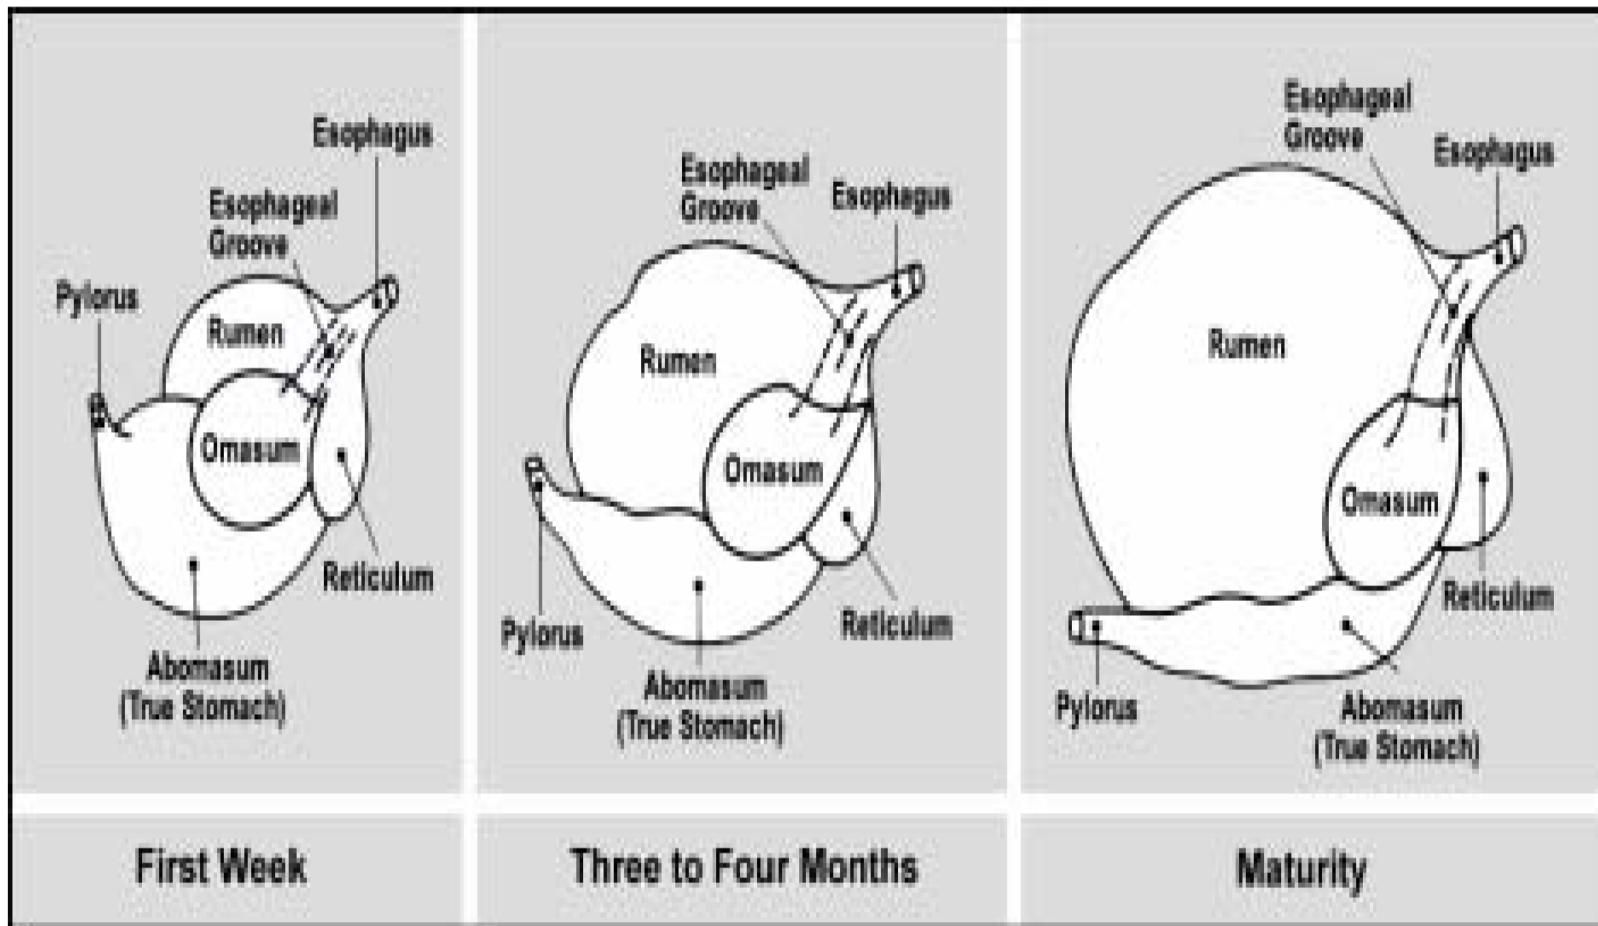 Esophagus
Esophageal
Groove
Pylorus
Rumen
Omasum
Reticulum
Abomasum
(True Stomach)
First Week
Esophageal
Groove
Esophagus
Rumen
Omasum
Pylorus
Reticulum
Abomasum
(True Stomach)
Three to Four Months
Esophageal
Groove
Esophagus
Rumen
Omasum
Reticulum
Pylorus
Abomasum
(True Stomach)
Maturity